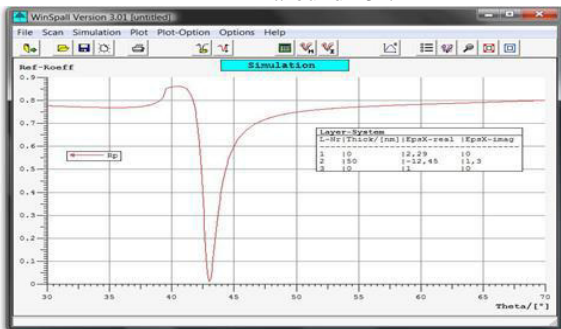 WinSpall Version 3.01 [untitled]
File Scan Simulation Plot Plot-Option Options Help
Ref-Koeff
Simulation
0.9
0.8
0.7
0.6
0.5
0.4
0.3
0.2
0.1
0
Rp
Layer-System
L-Nr|Thick/[nm]|EpsX-real |EpsX-imag
1 |0 |2,29 |0
2 |50 |-12,45 |1,3
3 |0 |1 |0
30 35 40 45 50 55 60 65 70
Theta/[°]